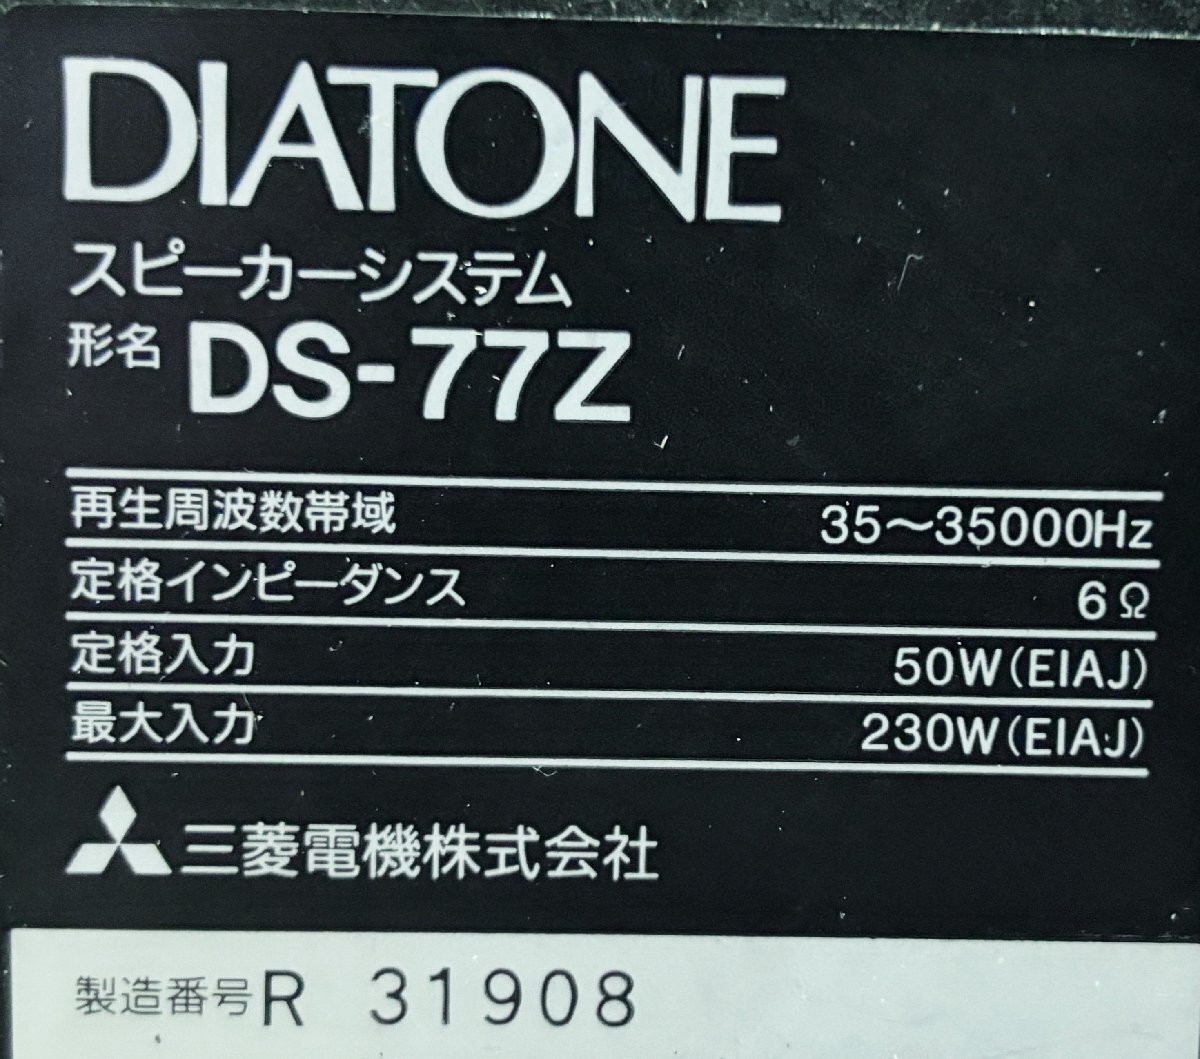 DIATONE
スピーカーシステム
形名 DS-77Z
再生周波数帯域 35～35000Hz
定格インピーダンス 6Ω
定格入力 50W(EIAJ)
最大入力 230W(EIAJ)
三菱電機株式会社
製造番号 R 31908